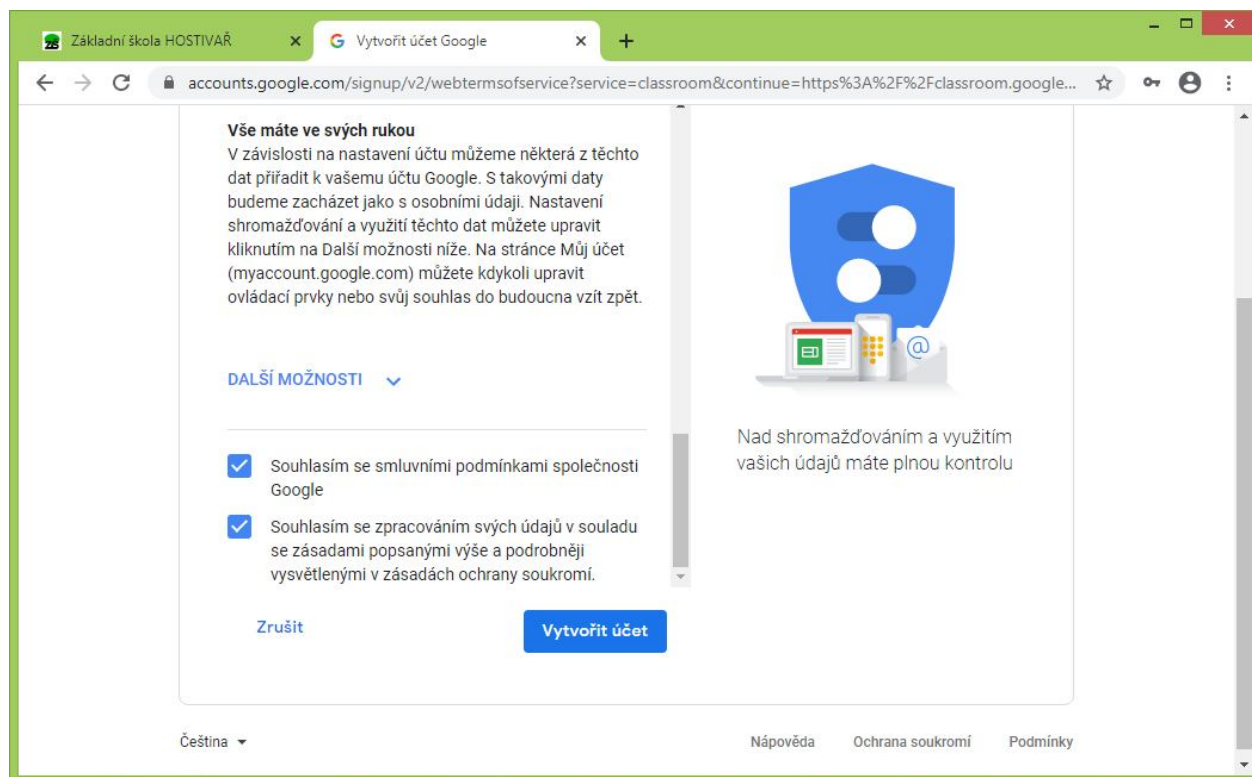 Základní škola HOSTIVAŘ
Vytvořit účet Google
accounts.google.com/signup/v2/webtermsofservice?service=classroom&continue=https%3A%2F%2Fclassroom.google...
Vše máte ve svých rukou
V závislosti na nastavení účtu můžeme některá z těchto
dat přiřadit k vašemu účtu Google. S takovými daty
budeme zacházet jako s osobními údaji. Nastavení
shromažďování a využití těchto dat můžete upravit
kliknutím na Další možnosti níže. Na stránce Můj účet
(myaccount.google.com) můžete kdykoli upravit
ovládací prvky nebo svůj souhlas do budoucna vzít zpět.
DALŠÍ MOŽNOSTI
Souhlasím se smluvními podmínkami společnosti
Google
Souhlasím se zpracováním svých údajů v souladu
se zásadami popsanými výše a podrobněji
vysvětlenými v zásadách ochrany soukromí.
Zrušit
Vytvořit účet
@
Nad shromažďováním a využitím
vašich údajů máte plnou kontrolu
Čeština
Nápověda
Ochrana soukromí
Podmínky